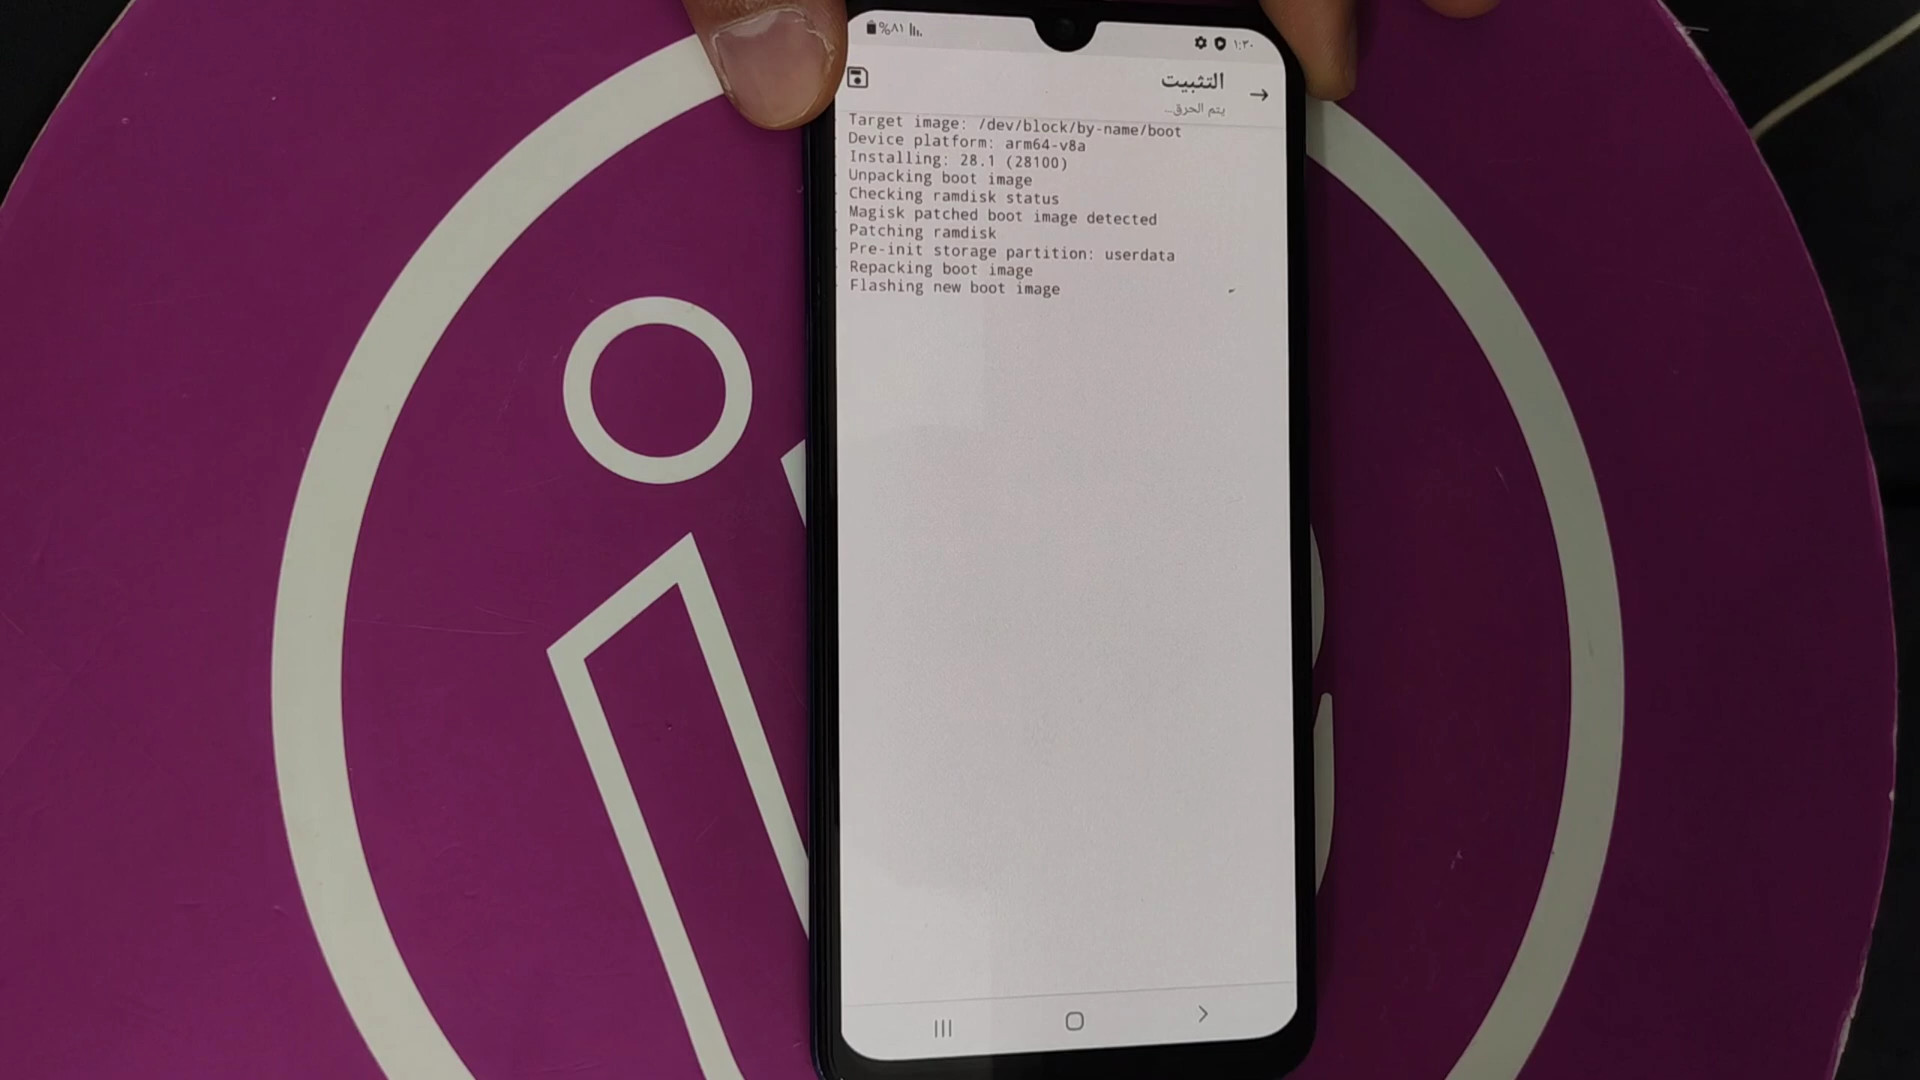 %٨١
١:٣٠
التثبيت
يتم الحرق...
Target image: /dev/block/by-name/boot
Device platform: arm64-v8a
Installing: 28.1 (28100)
Unpacking boot image
Checking ramdisk status
Magisk patched boot image detected
Patching ramdisk
Pre-init storage partition: userdata
Repacking boot image
Flashing new boot image